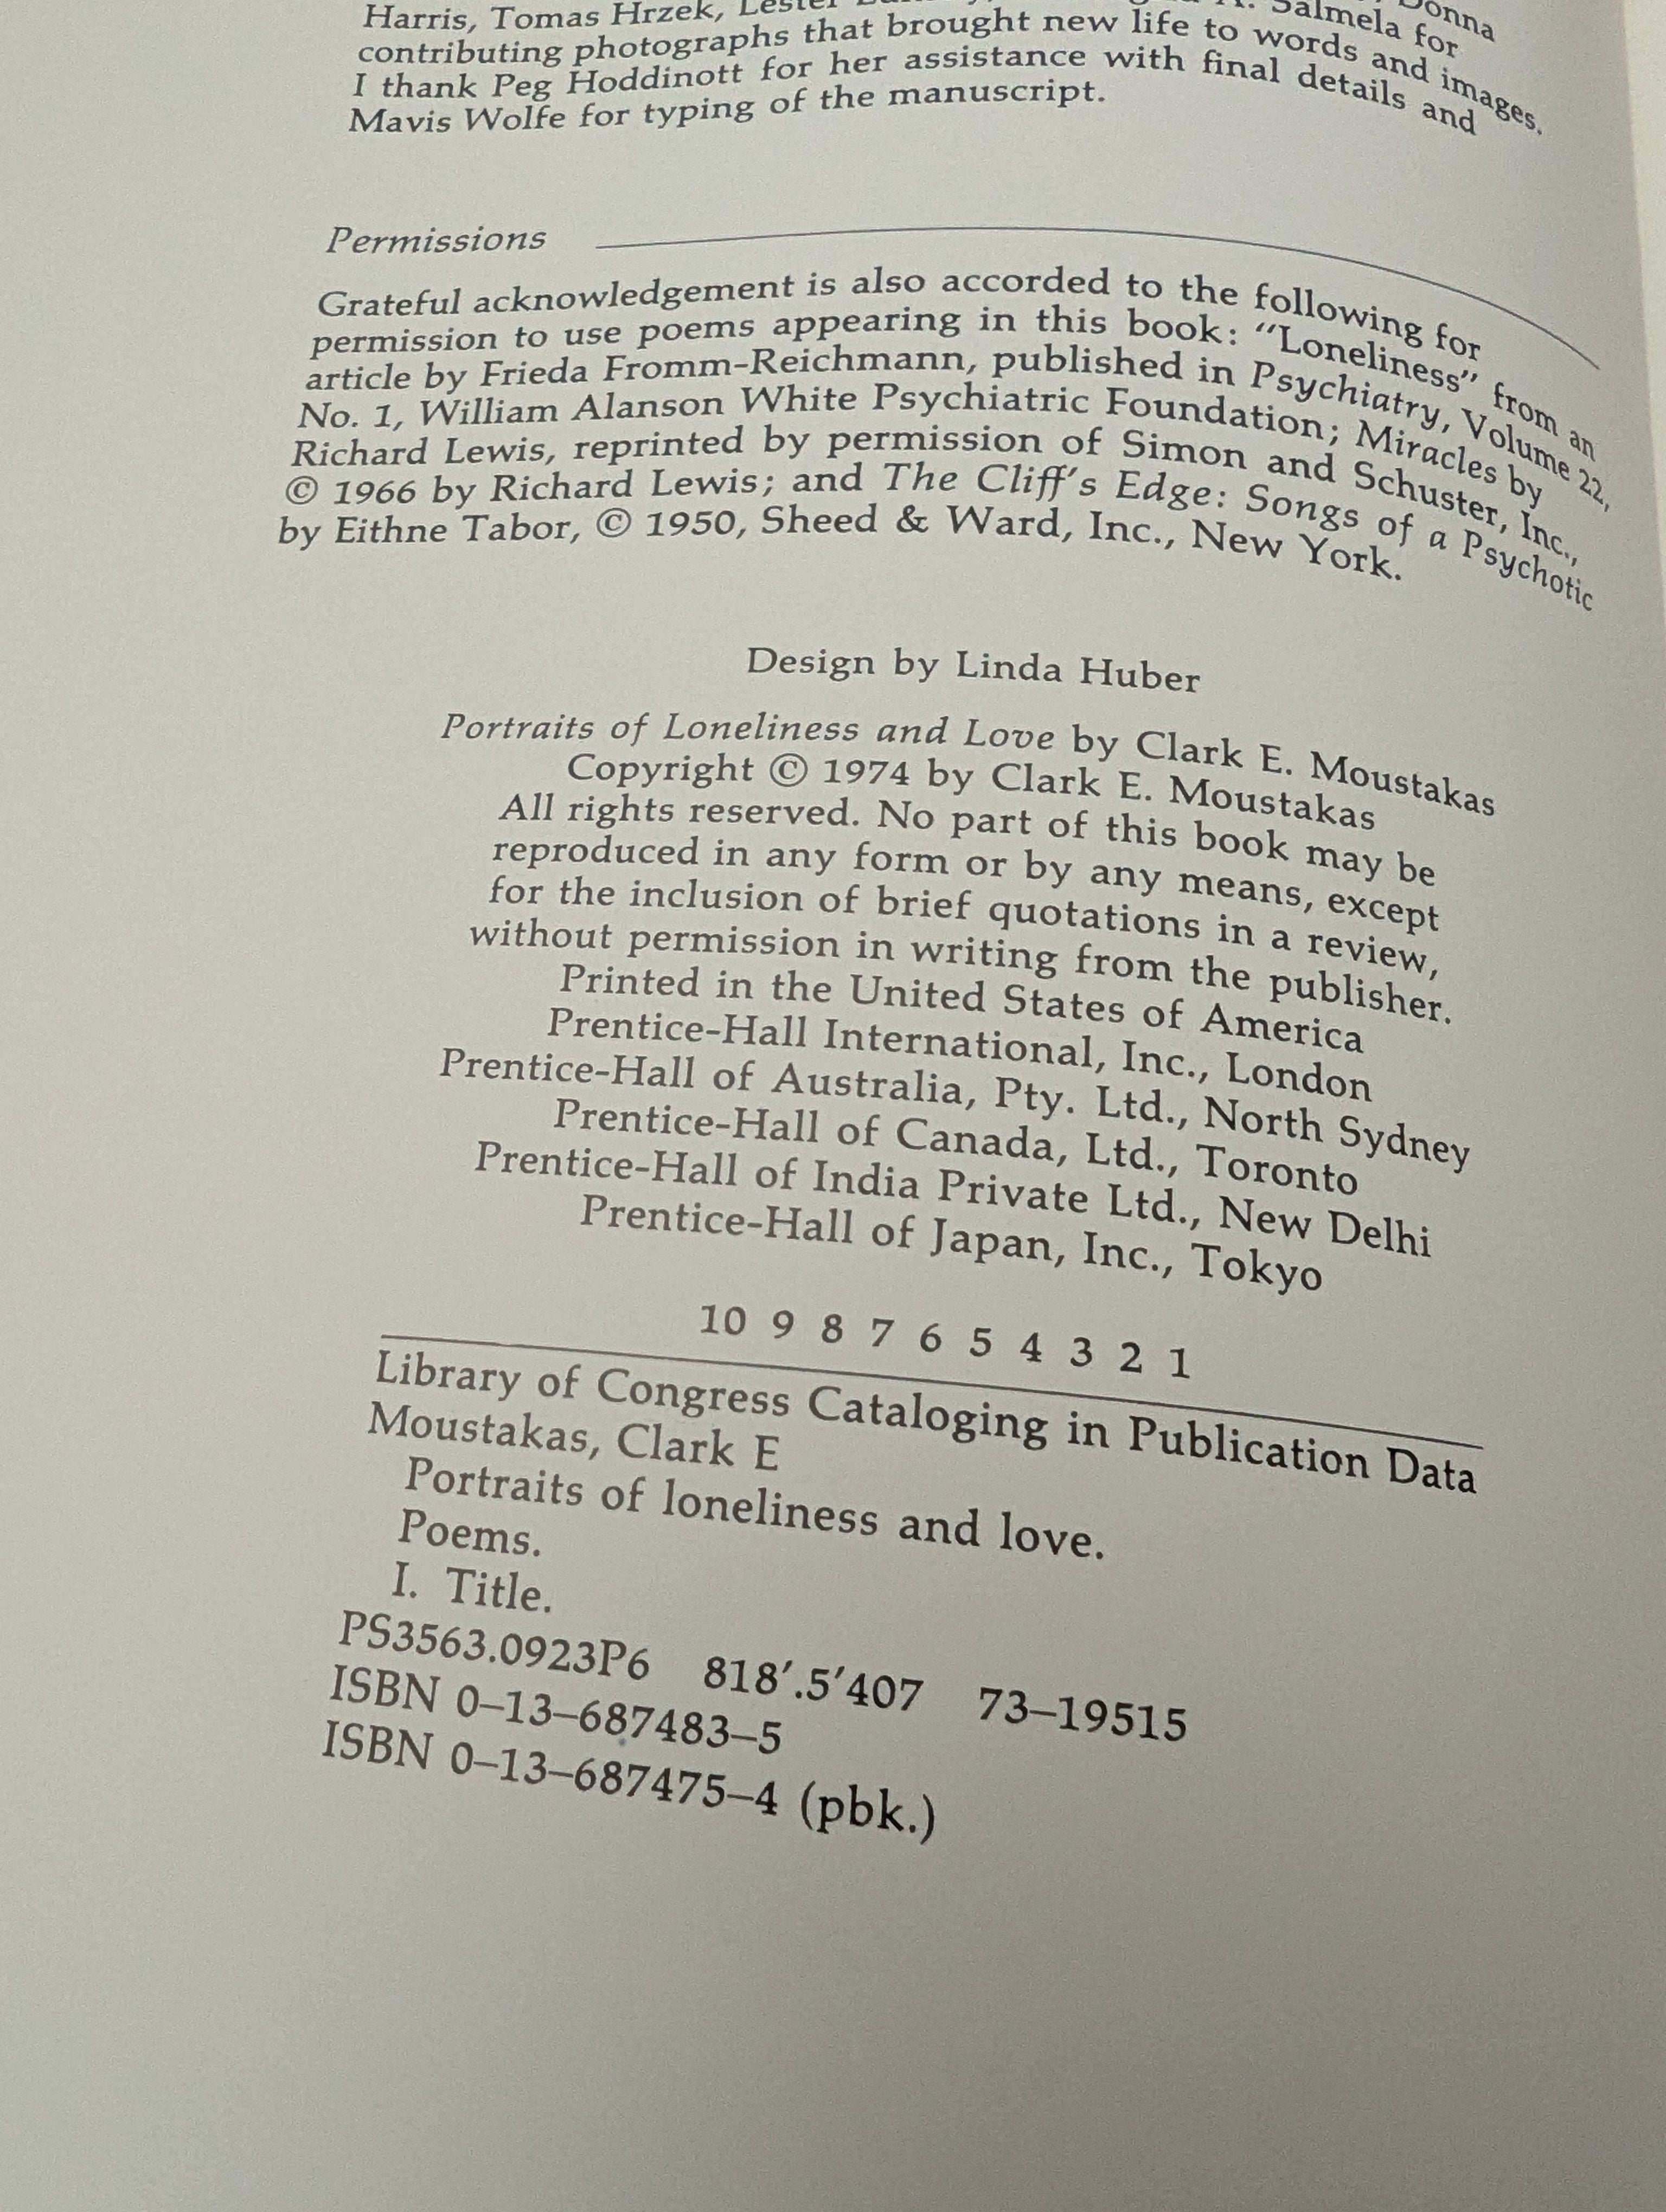 Donna
Harris, Tomas Hrzek, Lester Salmela for
contributing photographs that brought new life to words and images.
I thank Peg Hoddinott for her assistance with final details and
Mavis Wolfe for typing of the manuscript.
Permissions
Grateful acknowledgement is also accorded to the following for
permission to use poems appearing in this book: "Loneliness" from an
article by Frieda Fromm-Reichmann, published in Psychiatry, Volume 22,
No. 1, William Alanson White Psychiatric Foundation; Miracles by
Richard Lewis, reprinted by permission of Simon and Schuster, Inc.,
© 1966 by Richard Lewis; and The Cliff's Edge: Songs of a Psychotic
by Eithne Tabor, © 1950, Sheed & Ward, Inc., New York.
Design by Linda Huber
Portraits of Loneliness and Love by Clark E. Moustakas
Copyright © 1974 by Clark E. Moustakas
All rights reserved. No part of this book may be
reproduced in any form or by any means, except
for the inclusion of brief quotations in a review,
without permission in writing from the publisher.
Printed in the United States of America
Prentice-Hall International, Inc., London
Prentice-Hall of Australia, Pty. Ltd., North Sydney
Prentice-Hall of Canada, Ltd., Toronto
Prentice-Hall of India Private Ltd., New Delhi
Prentice-Hall of Japan, Inc., Tokyo
10 9 8 7 6 5 4 3 2 1
Library of Congress Cataloging in Publication Data
Moustakas, Clark E
Portraits of loneliness and love.
Poems.
I. Title.
PS3563.0923P6 818'.5'407 73–19515
ISBN 0–13–687483–5
ISBN 0–13–687475–4 (pbk.)